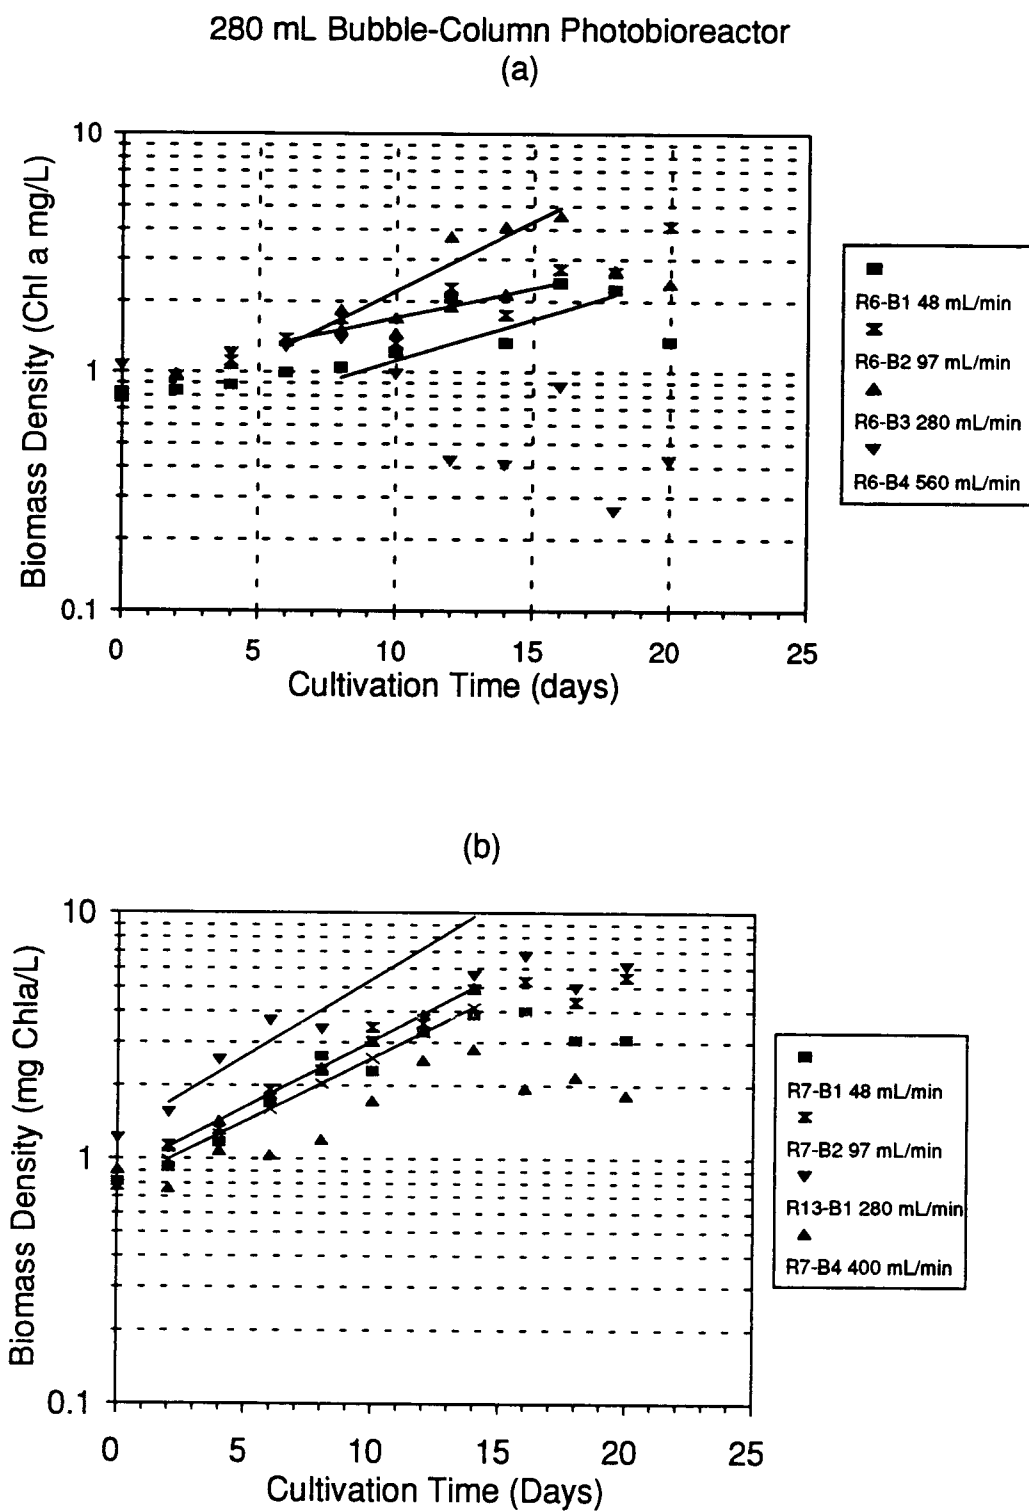 280 mL Bubble-Column Photobioreactor
(a)
Biomass Density (Chl a mg/L)
10
1
0.1
0 5 10 15 20 25
Cultivation Time (days)
R6-B1 48 mL/min
R6-B2 97 mL/min
R6-B3 280 mL/min
R6-B4 560 mL/min
(b)
Biomass Density (mg Chla/L)
10
1
0.1
0 5 10 15 20 25
Cultivation Time (Days)
R7-B1 48 mL/min
R7-B2 97 mL/min
R13-B1 280 mL/min
R7-B4 400 mL/min